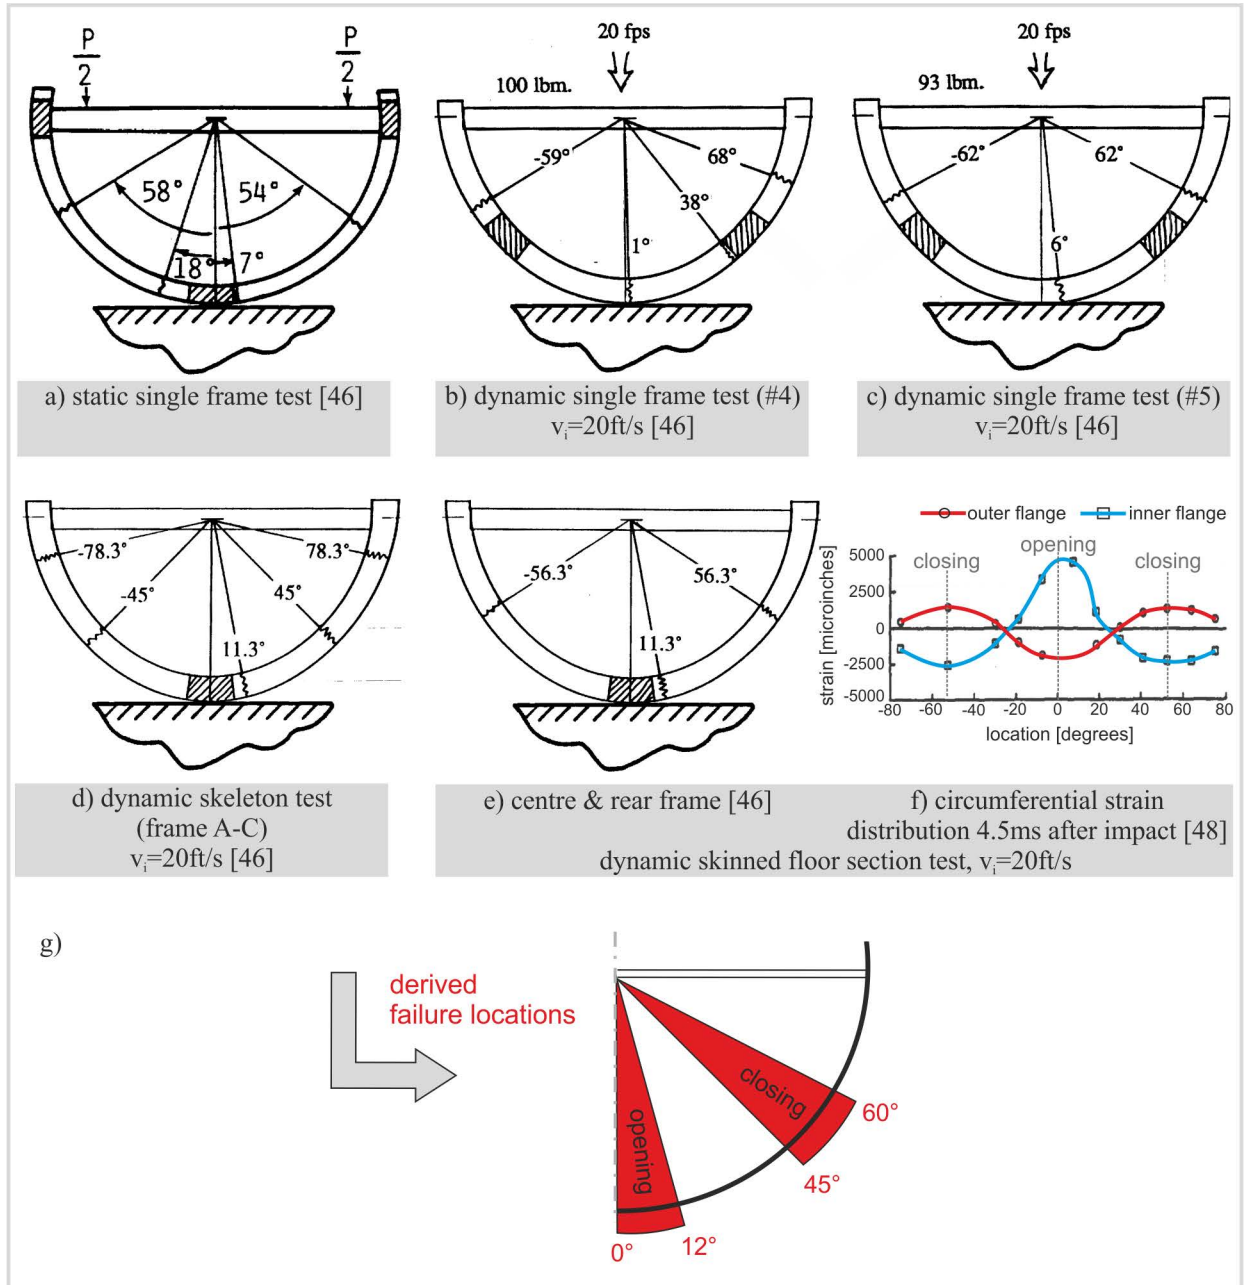 P
2
P
2
58°
54°
18°
7°
a) static single frame test [46]
20 fps
100 lbm.
-59°
68°
38°
1°
b) dynamic single frame test (#4)
vi=20ft/s [46]
20 fps
93 lbm.
-62°
62°
6°
c) dynamic single frame test (#5)
vi=20ft/s [46]
-78.3°
78.3°
-45°
45°
11.3°
d) dynamic skeleton test
(frame A-C)
vi=20ft/s [46]
-56.3°
56.3°
11.3°
e) centre & rear frame [46]
outer flange
inner flange
closing
opening
closing
strain [microinches]
5000
2500
0
-2500
-5000
-80 -60 -40 -20 0 20 40 60 80
location [degrees]
f) circumferential strain
distribution 4.5ms after impact [48]
dynamic skinned floor section test, vi=20ft/s
g)
derived
failure locations
closing
opening
60°
45°
12°
0°